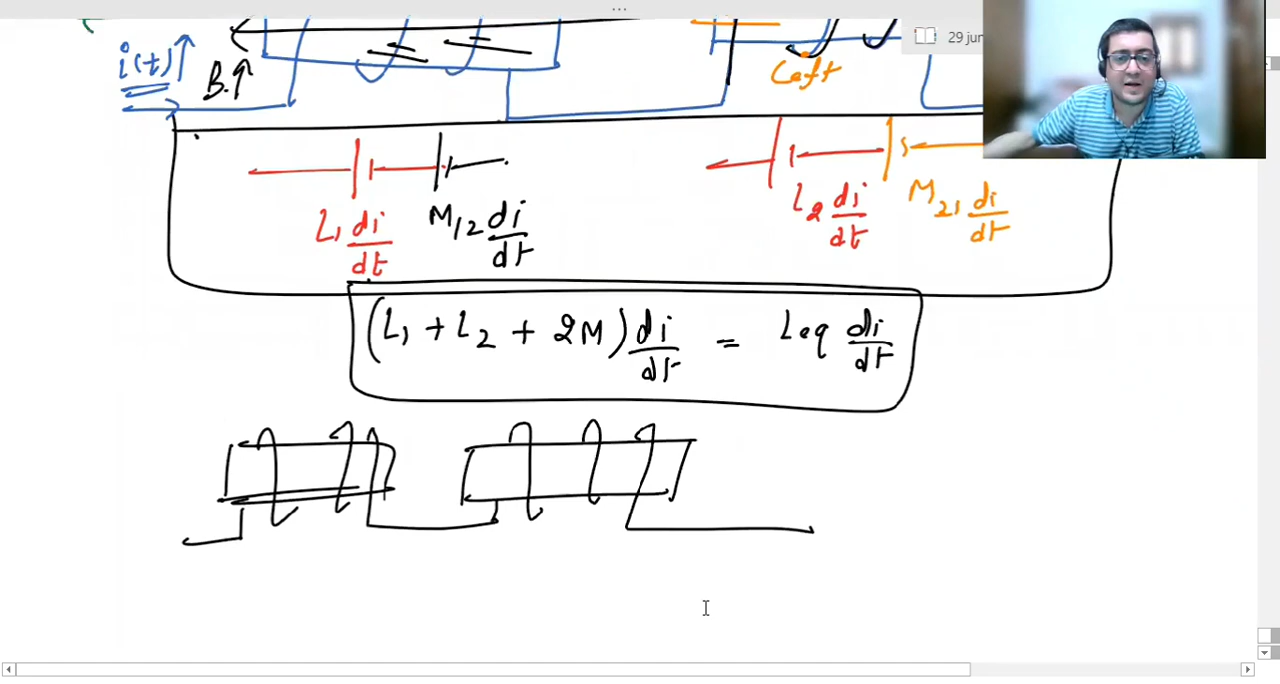 i(t)↑
B.↑
29 jun
Left
L₁ di/dt
M₁₂ di/dt
L₂ di/dt
M₂₁ di/dt
(L₁ + L₂ + 2M) di/dt = Leq di/dt